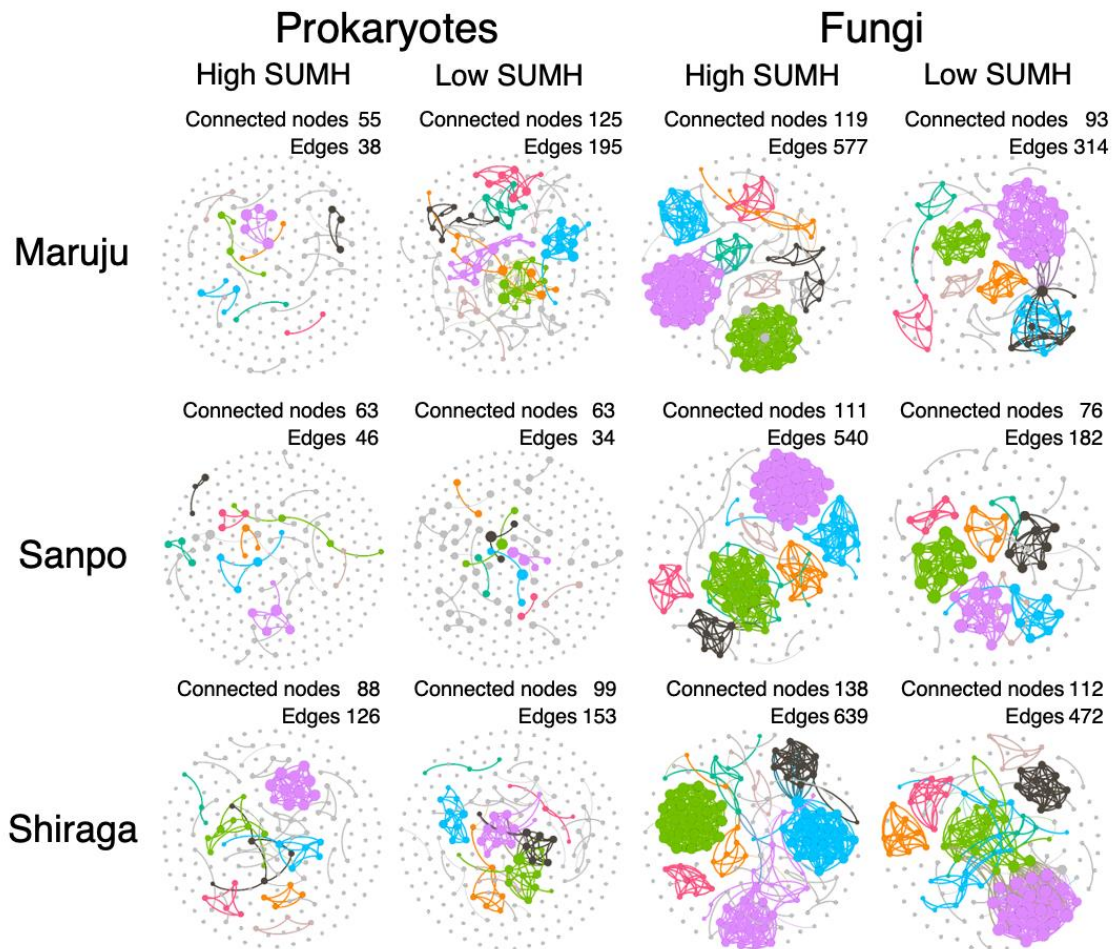 Prokaryotes Fungi
High SUMH Low SUMH High SUMH Low SUMH
Connected nodes 55 Connected nodes 125 Connected nodes 119 Connected nodes 93
Edges 38 Edges 195 Edges 577 Edges 314
Maruju
Connected nodes 63 Connected nodes 63 Connected nodes 111 Connected nodes 76
Edges 46 Edges 34 Edges 540 Edges 182
Sanpo
Connected nodes 88 Connected nodes 99 Connected nodes 138 Connected nodes 112
Edges 126 Edges 153 Edges 639 Edges 472
Shiraga